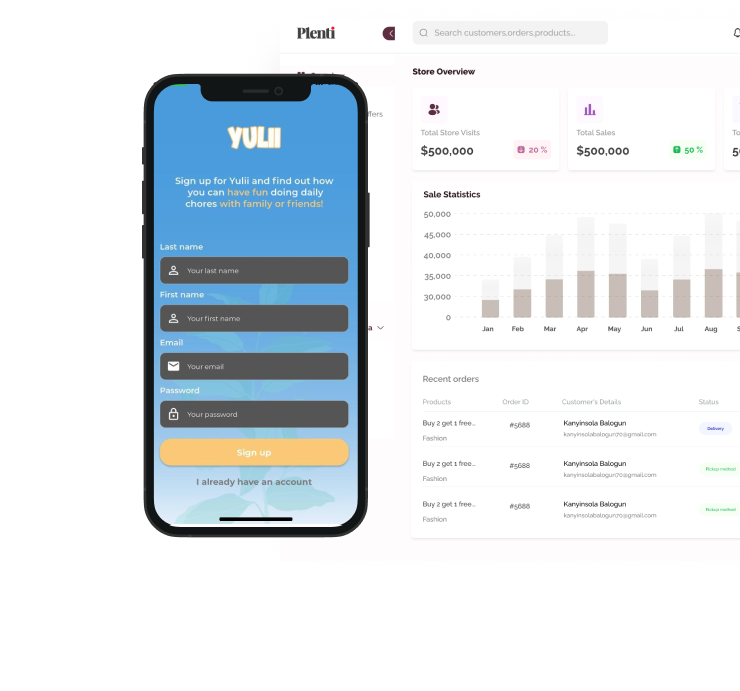 Plenti
Search customers,orders,products...
Store Overview
ffers
Total Store Visits
$500,000
20 %
Total Sales
$500,000
50 %
To
50
YULII
Sign up for Yulii and find out how
you can have fun doing daily
chores with family or friends!
Last name
Your last name
First name
Your first name
Email
Your email
Password
Your password
Sign up
I already have an account
a
Sale Statistics
50,000
45,000
40,000
35,000
30,000
0
Jan Feb Mar Apr May Jun Jul Aug S
Recent orders
Products Order ID Customer's Details Status
Buy 2 get 1 free... #5688 Kanyinsola Balogun Delivery
Fashion kanyinsolabalogun70@gmail.com
Buy 2 get 1 free... #5688 Kanyinsola Balogun Pickup method
Fashion kanyinsolabalogun70@gmail.com
Buy 2 get 1 free... #5688 Kanyinsola Balogun Pickup method
Fashion kanyinsolabalogun70@gmail.com